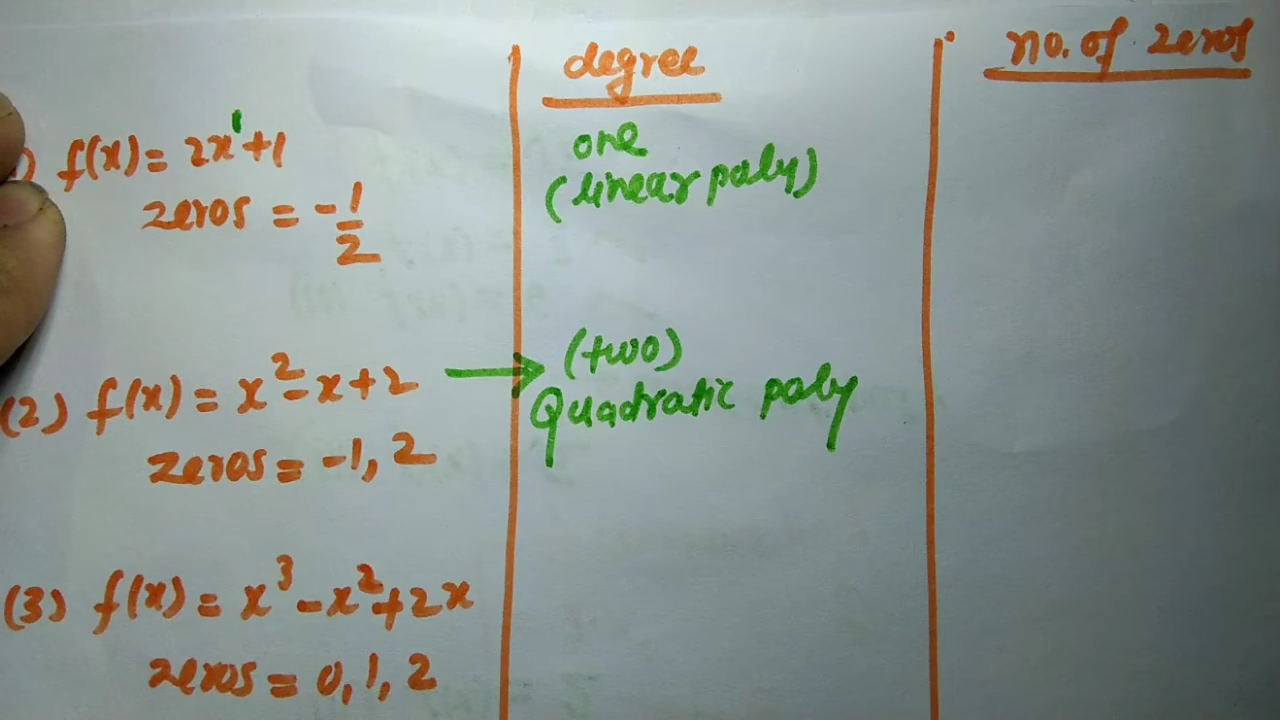 degree
no. of zeros
) f(x) = 2x¹+1
zeros = -1/2
one
(linear poly)
(2) f(x) = x²-x+2
zeros = -1, 2
→ (two)
Quadratic poly
(3) f(x) = x³-x²+2x
zeros = 0, 1, 2